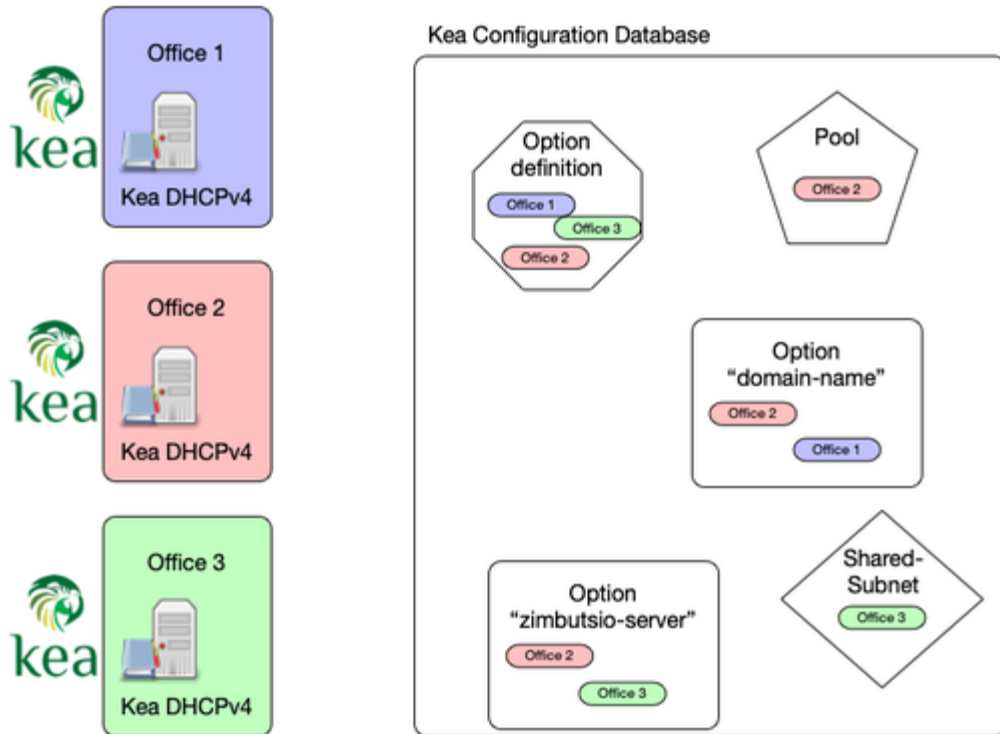 Office 1
kea
Kea DHCPv4
Office 2
kea
Kea DHCPv4
Office 3
kea
Kea DHCPv4
Kea Configuration Database
Option
definition
Office 1
Office 3
Office 2
Pool
Office 2
Option
“domain-name”
Office 2
Office 1
Option
“zimbutsio-server”
Office 2
Office 3
Shared-
Subnet
Office 3